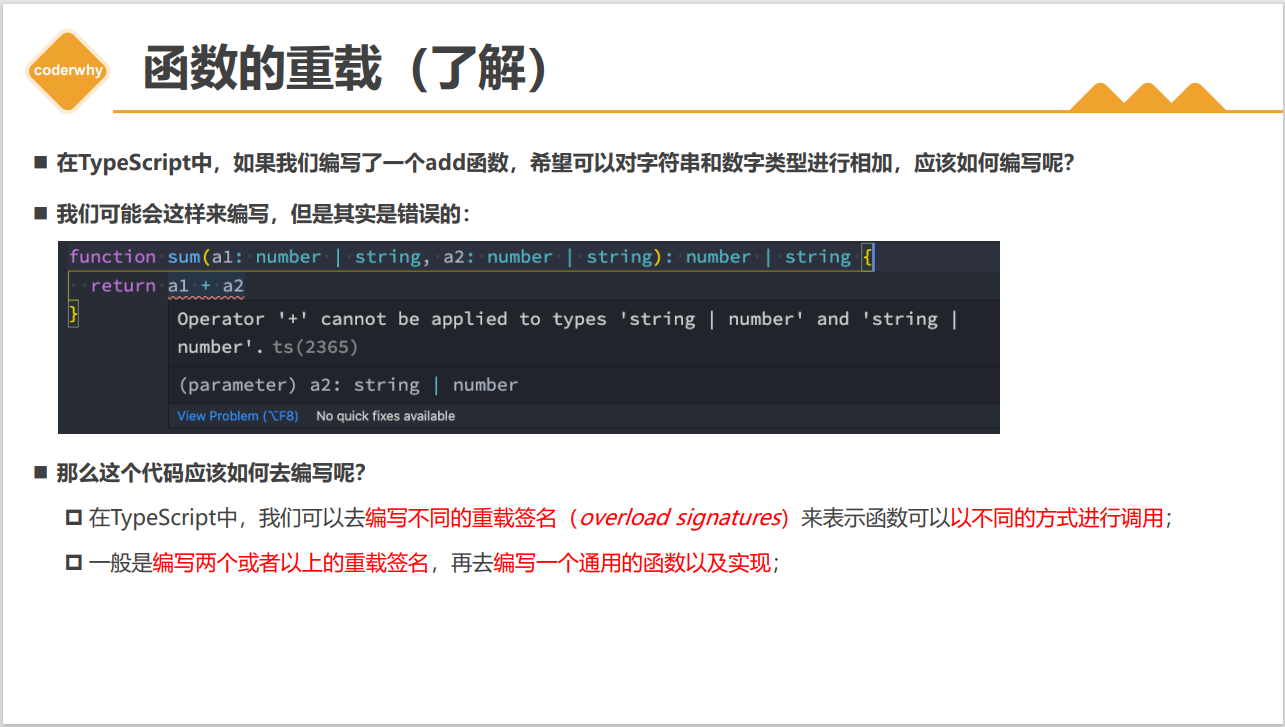 coderwhy
函数的重载（了解）
■ 在TypeScript中，如果我们编写了一个add函数，希望可以对字符串和数字类型进行相加，应该如何编写呢？
■ 我们可能会这样来编写，但是其实是错误的：
function sum(a1: number | string, a2: number | string): number | string {
return a1 + a2
}
Operator '+' cannot be applied to types 'string | number' and 'string |
number'. ts(2365)
(parameter) a2: string | number
View Problem (⌥F8) No quick fixes available
■ 那么这个代码应该如何去编写呢？
在TypeScript中，我们可以去编写不同的重载签名（overload signatures）来表示函数可以以不同的方式进行调用；
一般是编写两个或者以上的重载签名，再去编写一个通用的函数以及实现；